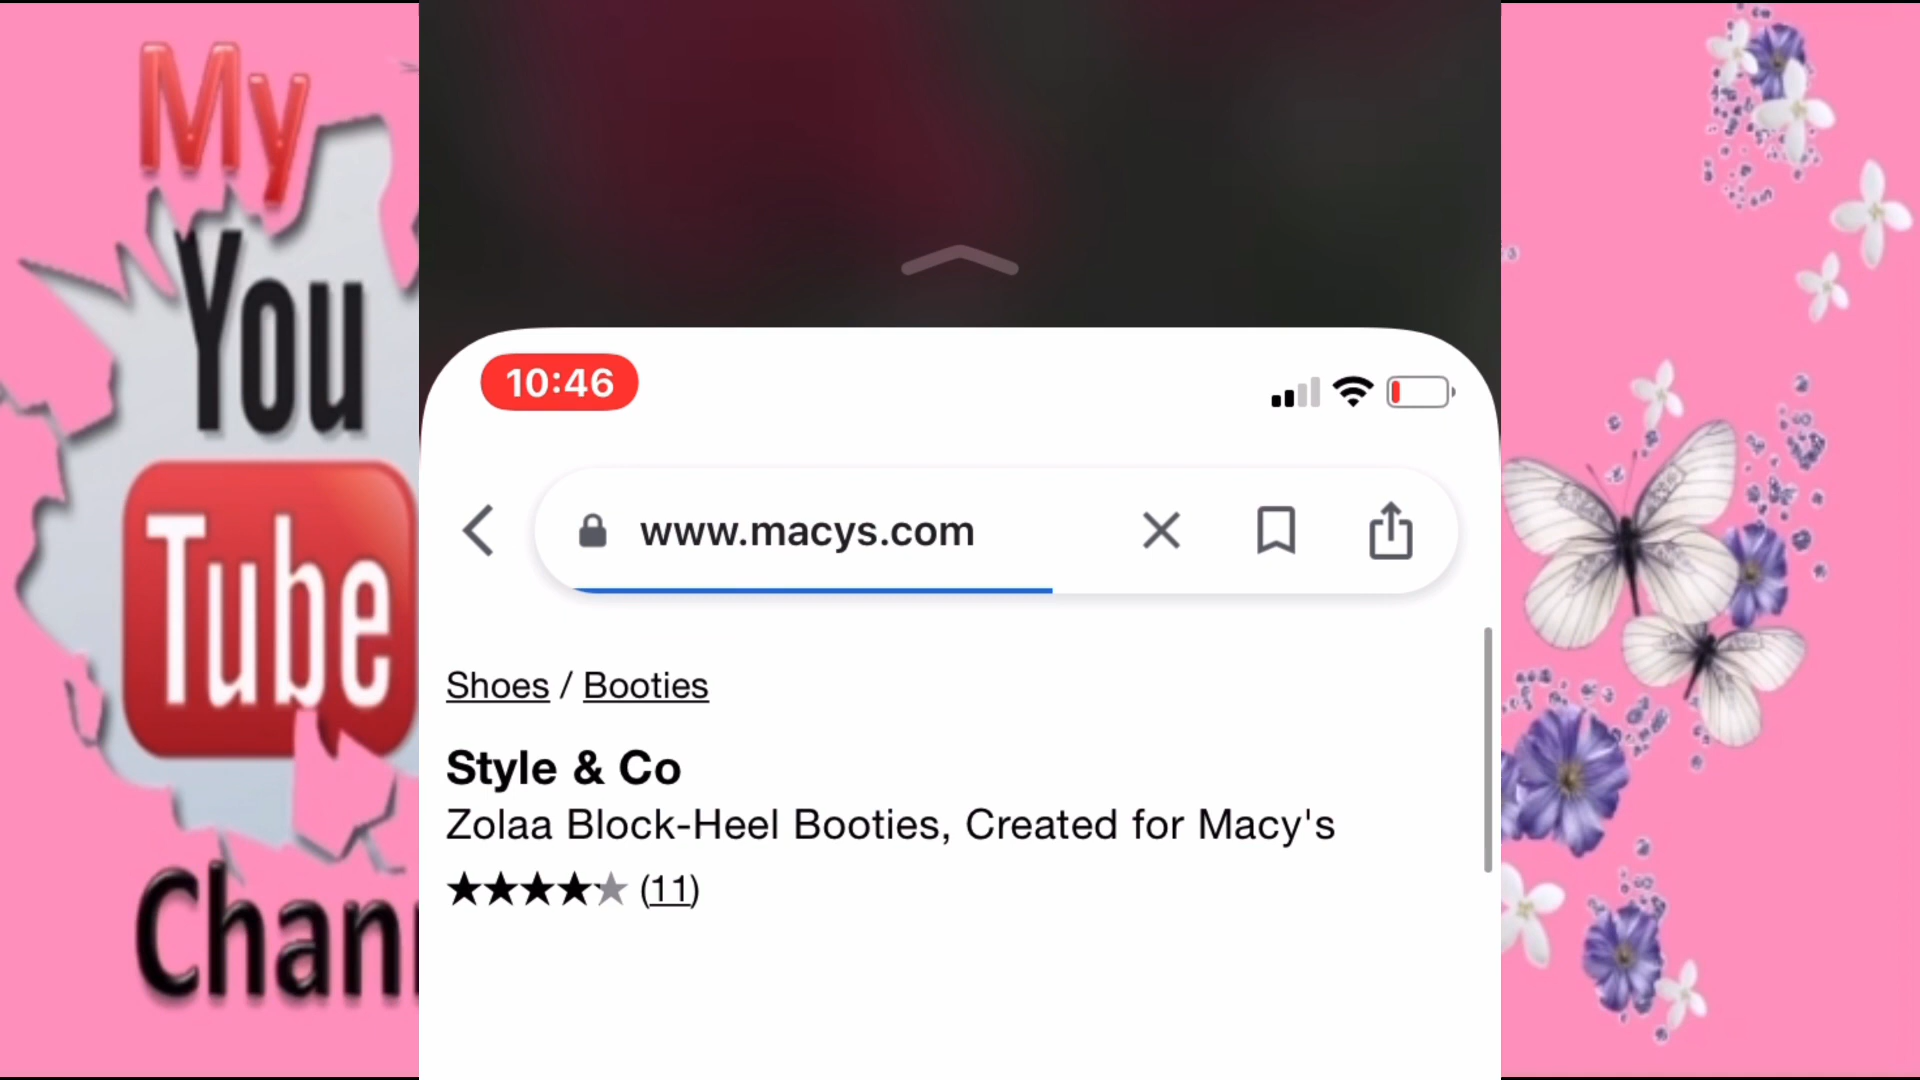 My
You
Tube
Chan
10:46
www.macys.com
Shoes / Booties
Style & Co
Zolaa Block-Heel Booties, Created for Macy's
(11)